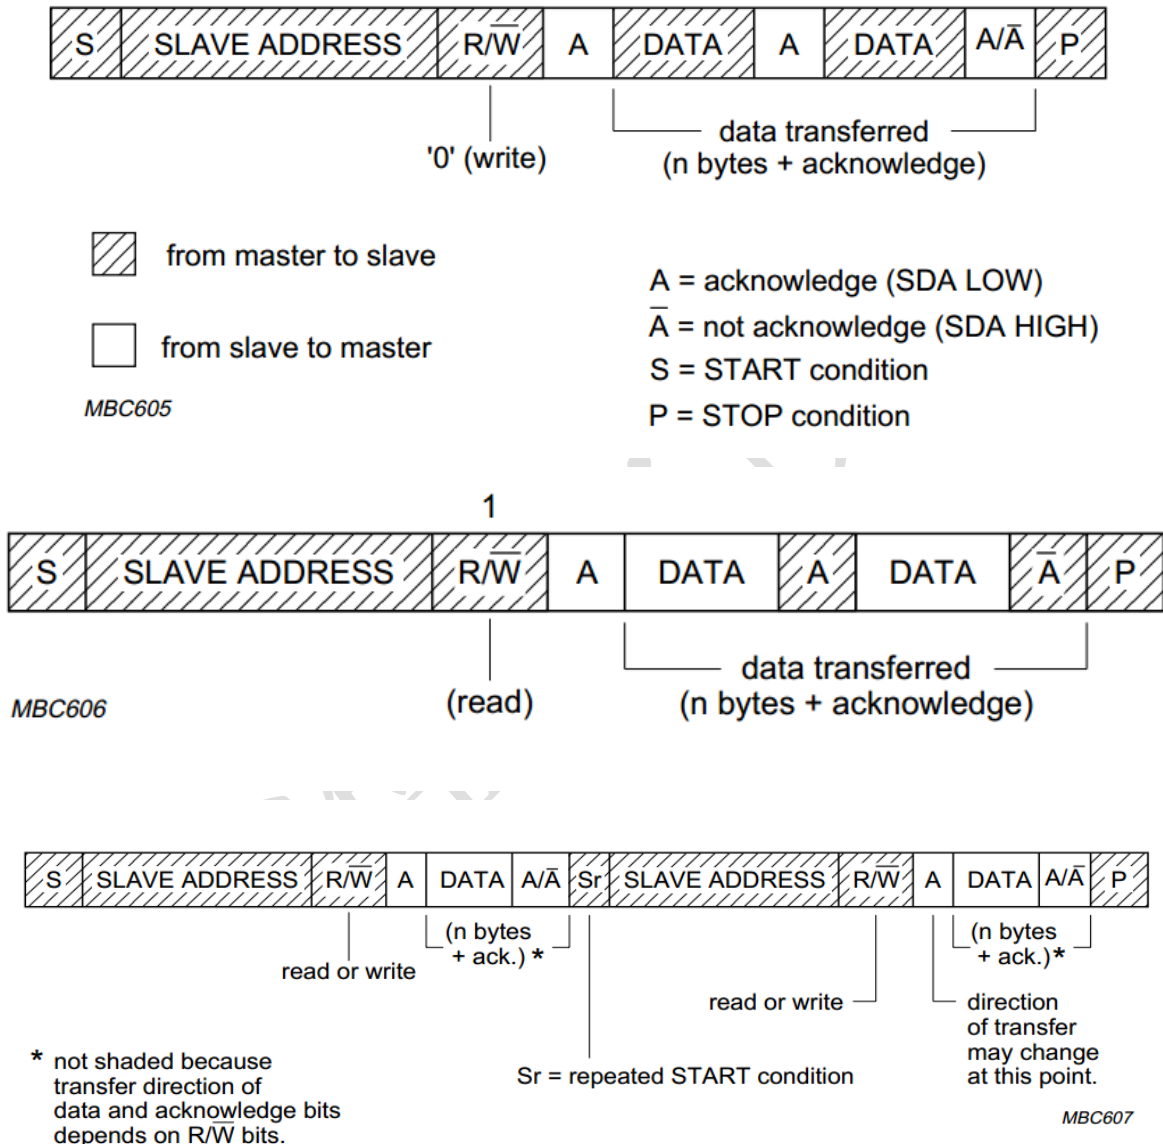 S SLAVE ADDRESS R/W̅ A DATA A DATA A/A̅ P
'0' (write)
data transferred
(n bytes + acknowledge)
from master to slave
from slave to master
MBC605
A = acknowledge (SDA LOW)
A̅ = not acknowledge (SDA HIGH)
S = START condition
P = STOP condition
1
S SLAVE ADDRESS R/W̅ A DATA A DATA A̅ P
(read)
data transferred
(n bytes + acknowledge)
MBC606
S SLAVE ADDRESS R/W̅ A DATA A/A̅ Sr SLAVE ADDRESS R/W̅ A DATA A/A̅ P
read or write
(n bytes
+ ack.) *
read or write
(n bytes
+ ack.) *
direction
of transfer
may change
at this point.
Sr = repeated START condition
* not shaded because
transfer direction of
data and acknowledge bits
depends on R/W̅ bits.
MBC607